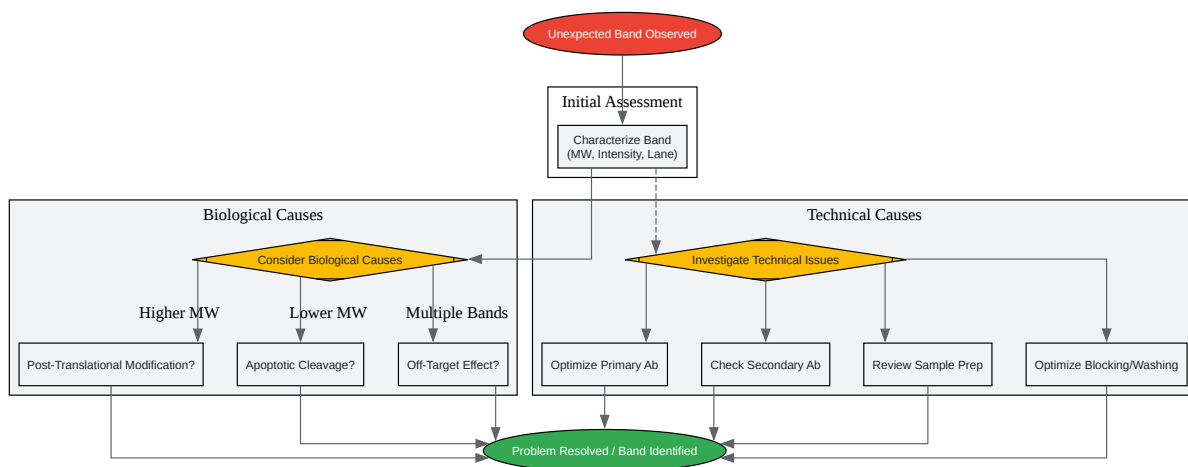 Unexpected Band Observed
Initial Assessment
Characterize Band
(MW, Intensity, Lane)
Biological Causes
Technical Causes
Consider Biological Causes
Investigate Technical Issues
Higher MW
Lower MW
Multiple Bands
Post-Translational Modification?
Apoptotic Cleavage?
Off-Target Effect?
Optimize Primary Ab
Check Secondary Ab
Review Sample Prep
Optimize Blocking/Washing
Problem Resolved / Band Identified